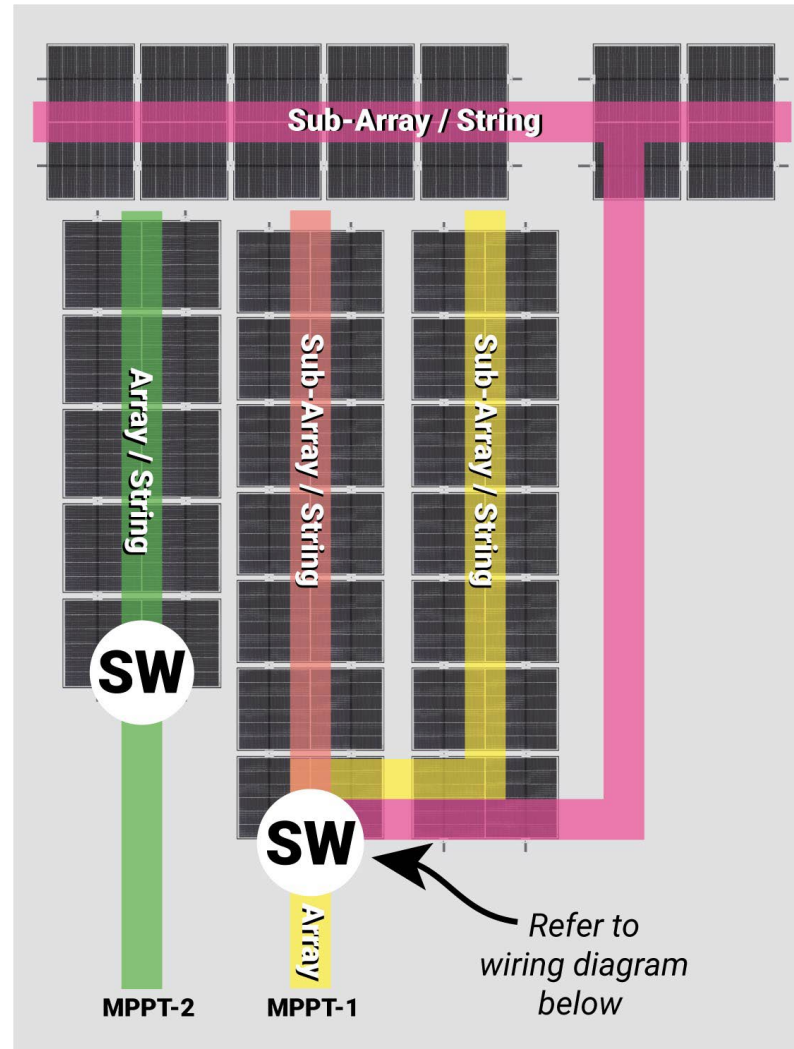 Sub-Array / String
Array / String
Sub-Array / String
Sub-Array / String
SW
SW
Array
Refer to
wiring diagram
below
MPPT-2
MPPT-1